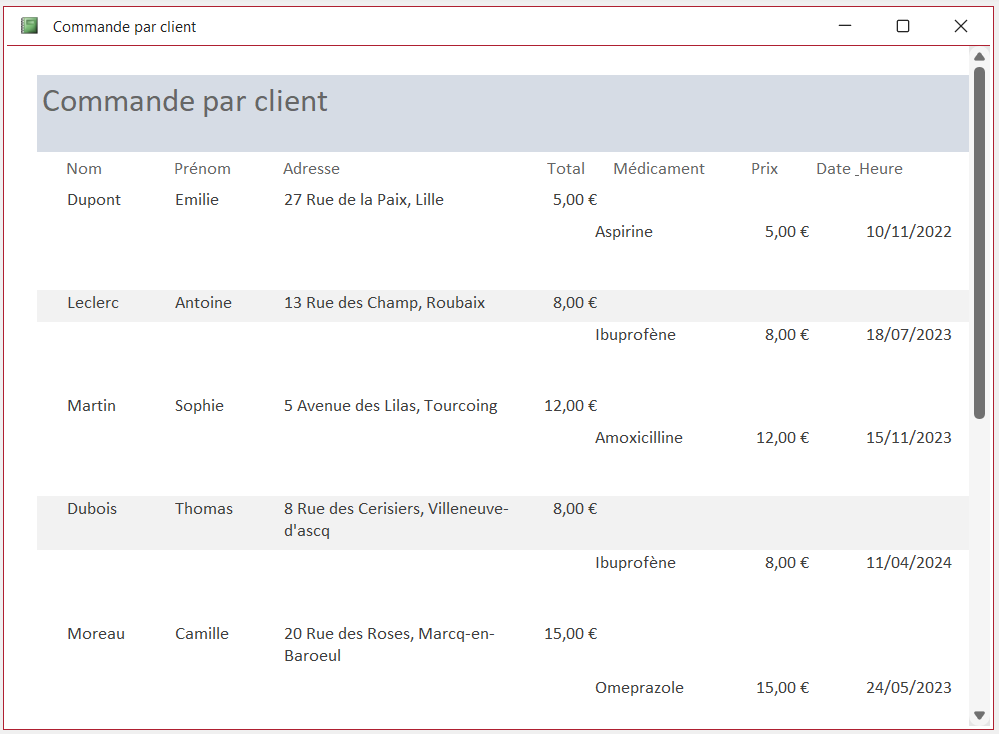 Commande par client
Commande par client
Nom Prénom Adresse Total Médicament Prix Date _Heure
Dupont Emilie 27 Rue de la Paix, Lille 5,00 €
Aspirine 5,00 € 10/11/2022
Leclerc Antoine 13 Rue des Champ, Roubaix 8,00 €
Ibuprofène 8,00 € 18/07/2023
Martin Sophie 5 Avenue des Lilas, Tourcoing 12,00 €
Amoxicilline 12,00 € 15/11/2023
Dubois Thomas 8 Rue des Cerisiers, Villeneuve- 8,00 €
d'ascq
Ibuprofène 8,00 € 11/04/2024
Moreau Camille 20 Rue des Roses, Marcq-en- 15,00 €
Baroeul
Omeprazole 15,00 € 24/05/2023